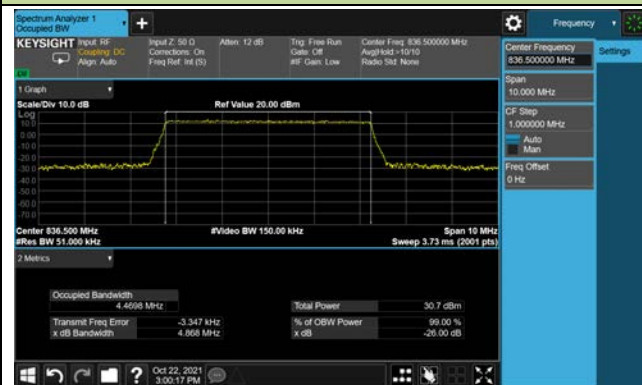 Spectrum Analyzer 1
Occupied BW
Frequency
KEYSIGHT
Input: RF
Coupling: DC
Align: Auto
Input Z: 50 Ω
Corrections: On
Freq Ref: Int (S)
Atten: 12 dB
Trig: Free Run
Gate: Off
#IF Gain: Low
Center Freq: 836.500000 MHz
Avg|Hold:>10/10
Radio Std: None
Center Frequency
836.500000 MHz
Settings
Span
10.000 MHz
CF Step
1.000000 MHz
Auto
Man
Freq Offset
0 Hz
1 Graph
Scale/Div 10.0 dB
Ref Value 20.00 dBm
Log
10.0
0.00
-10.0
-20.0
-30.0
-40.0
-50.0
-60.0
-70.0
Center 836.500 MHz
#Video BW 150.00 kHz
Span 10 MHz
#Res BW 51.000 kHz
Sweep 3.73 ms (2001 pts)
2 Metrics
Occupied Bandwidth
4.4698 MHz
Total Power
30.7 dBm
Transmit Freq Error
-3.347 kHz
% of OBW Power
99.00 %
x dB Bandwidth
4.868 MHz
x dB
-26.00 dB
Oct 22, 2021
3:00:17 PM